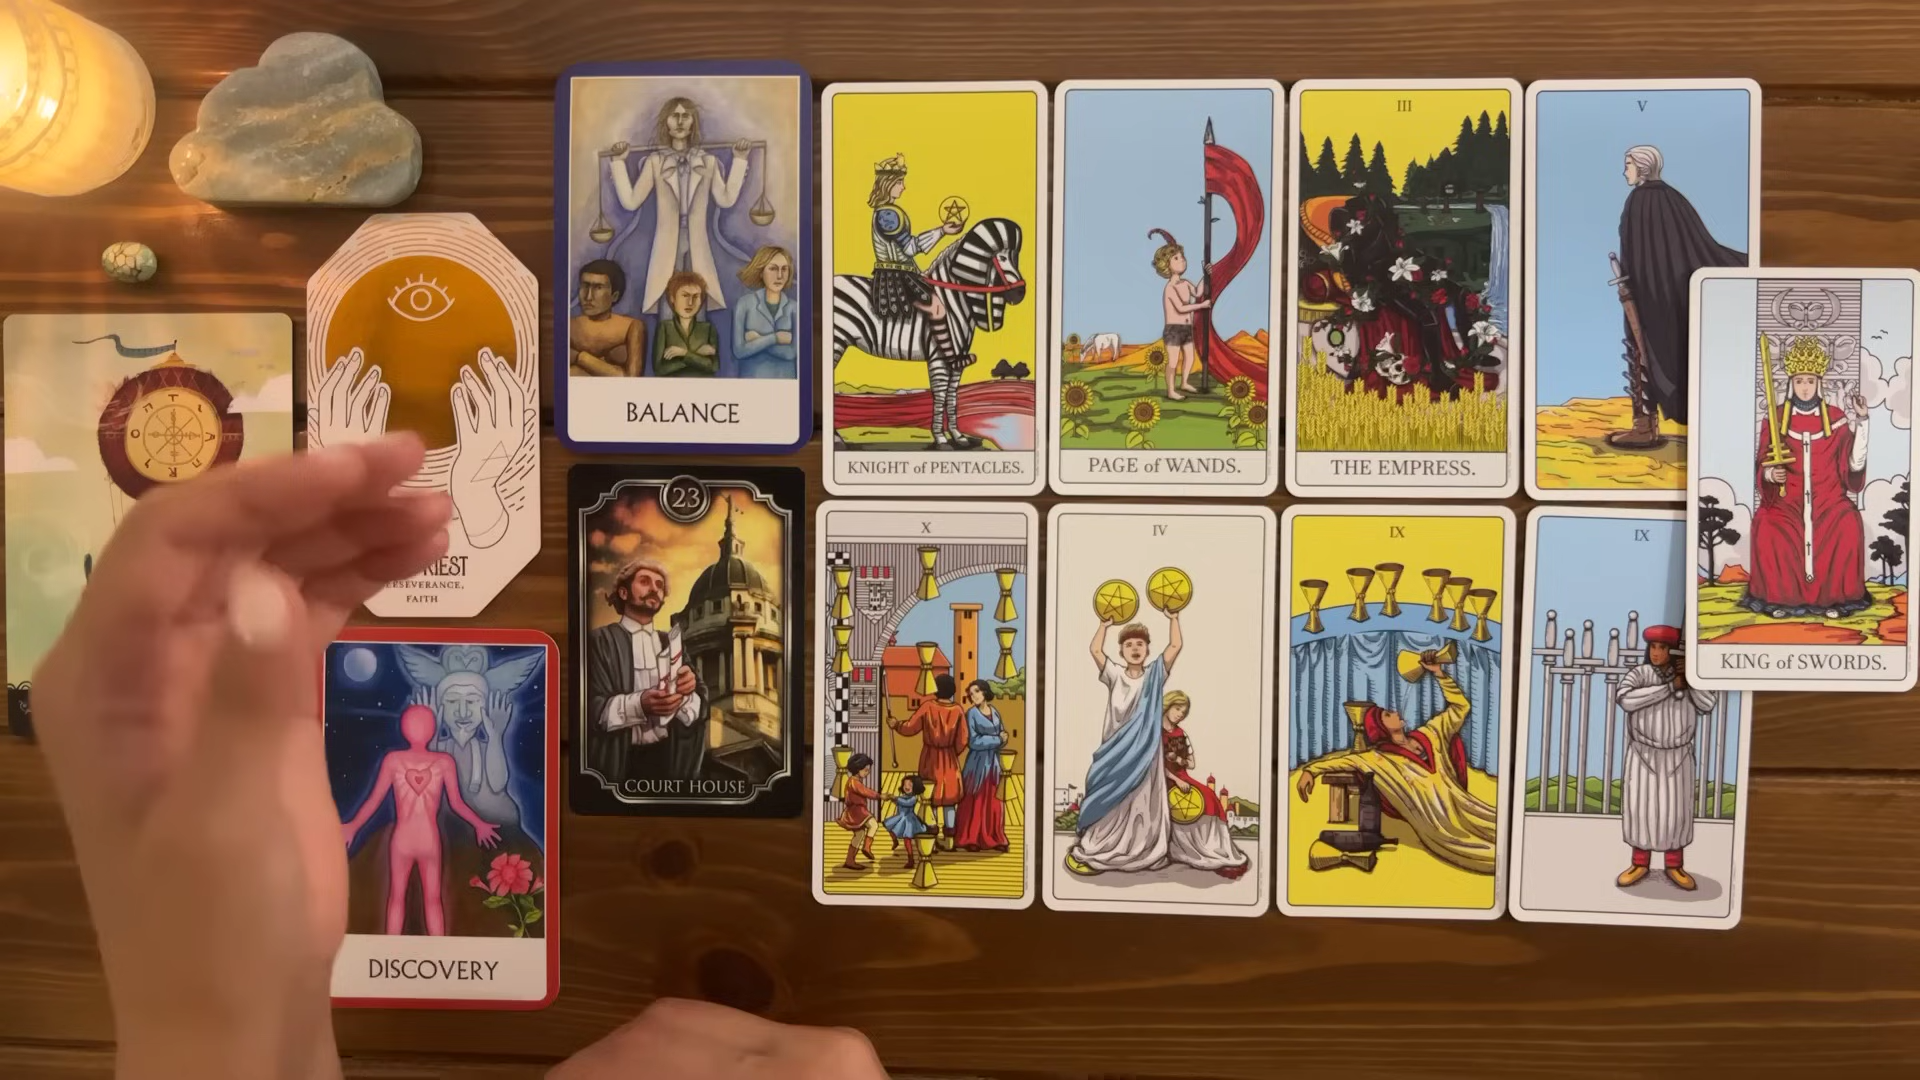 BALANCE
KNIGHT of PENTACLES.
PAGE of WANDS.
III
THE EMPRESS.
V
KING of SWORDS.
FAITH
DISCOVERY
23
COURT HOUSE
X
IV
IX
IX